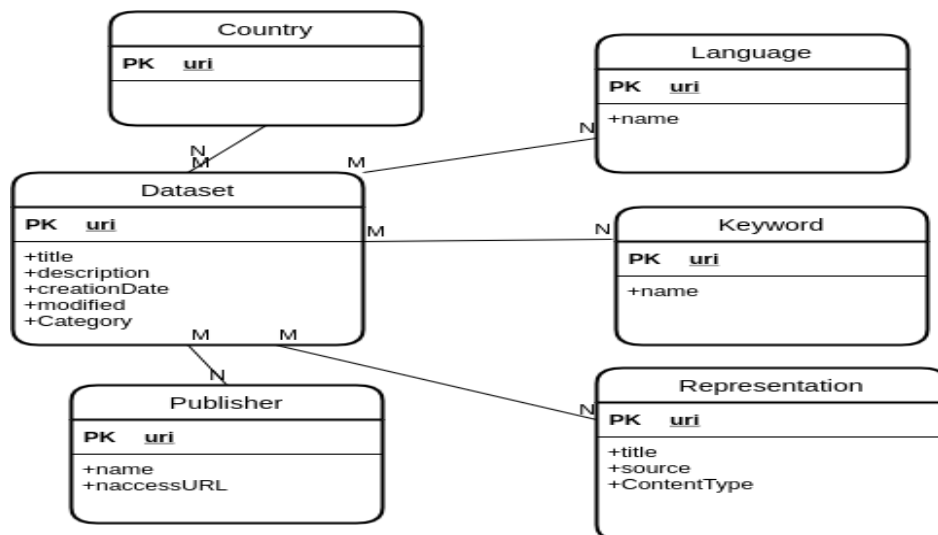 Country
PK uri
Language
PK uri
+name
N
M
M
N
Dataset
PK uri
+title
+description
+creationDate
+modified
+Category
M
N
Keyword
PK uri
+name
M
M
N
Publisher
PK uri
+name
+naccessURL
N
Representation
PK uri
+title
+source
+ContentType